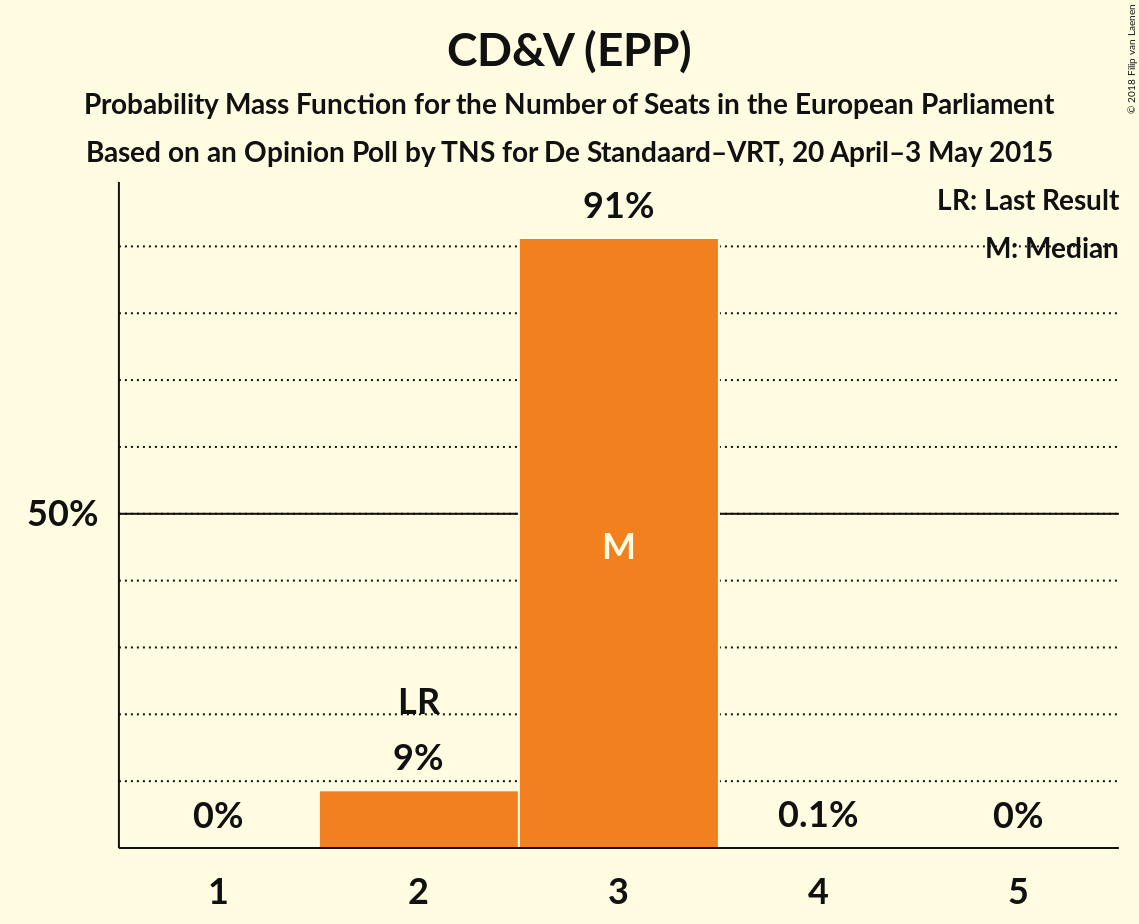 CD&V (EPP)
Probability Mass Function for the Number of Seats in the European Parliament
Based on an Opinion Poll by TNS for De Standaard–VRT, 20 April–3 May 2015
© 2018 Filip van Laenen
LR: Last Result
M: Median
91%
50%
M
LR
9%
0%
0.1%
0%
1 2 3 4 5